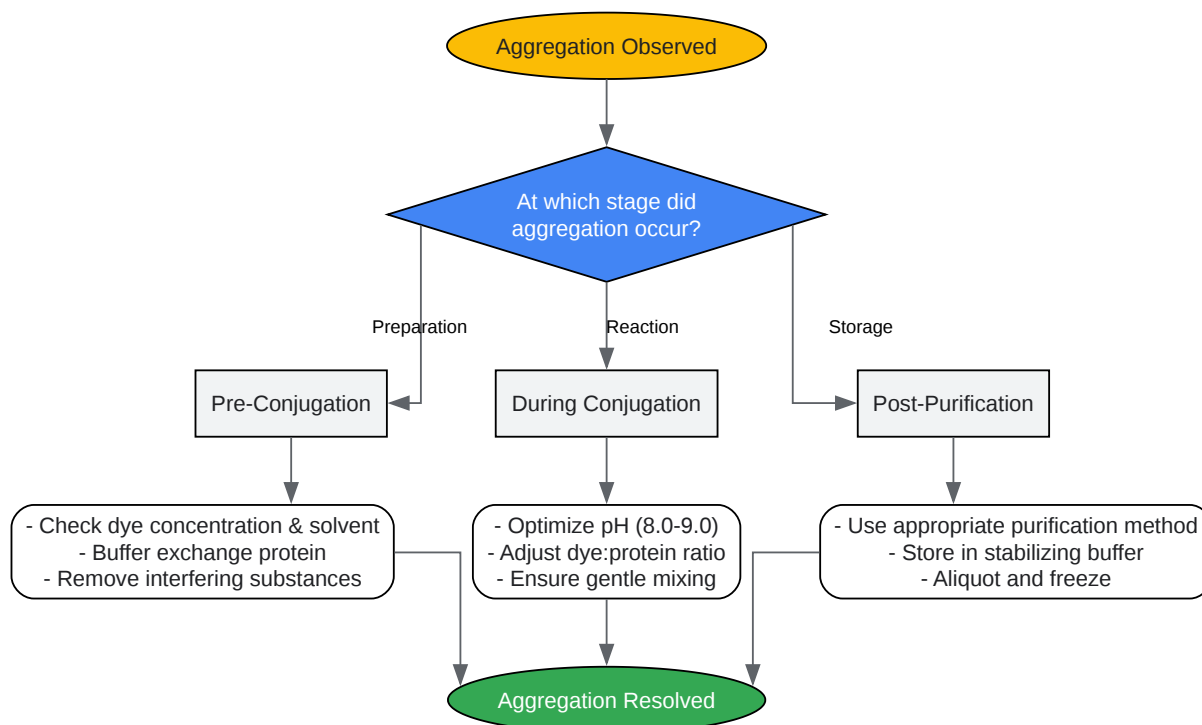 Aggregation Observed
At which stage did
aggregation occur?
Preparation
Reaction
Storage
Pre-Conjugation
During Conjugation
Post-Purification
- Check dye concentration & solvent
- Buffer exchange protein
- Remove interfering substances
- Optimize pH (8.0-9.0)
- Adjust dye:protein ratio
- Ensure gentle mixing
- Use appropriate purification method
- Store in stabilizing buffer
- Aliquot and freeze
Aggregation Resolved